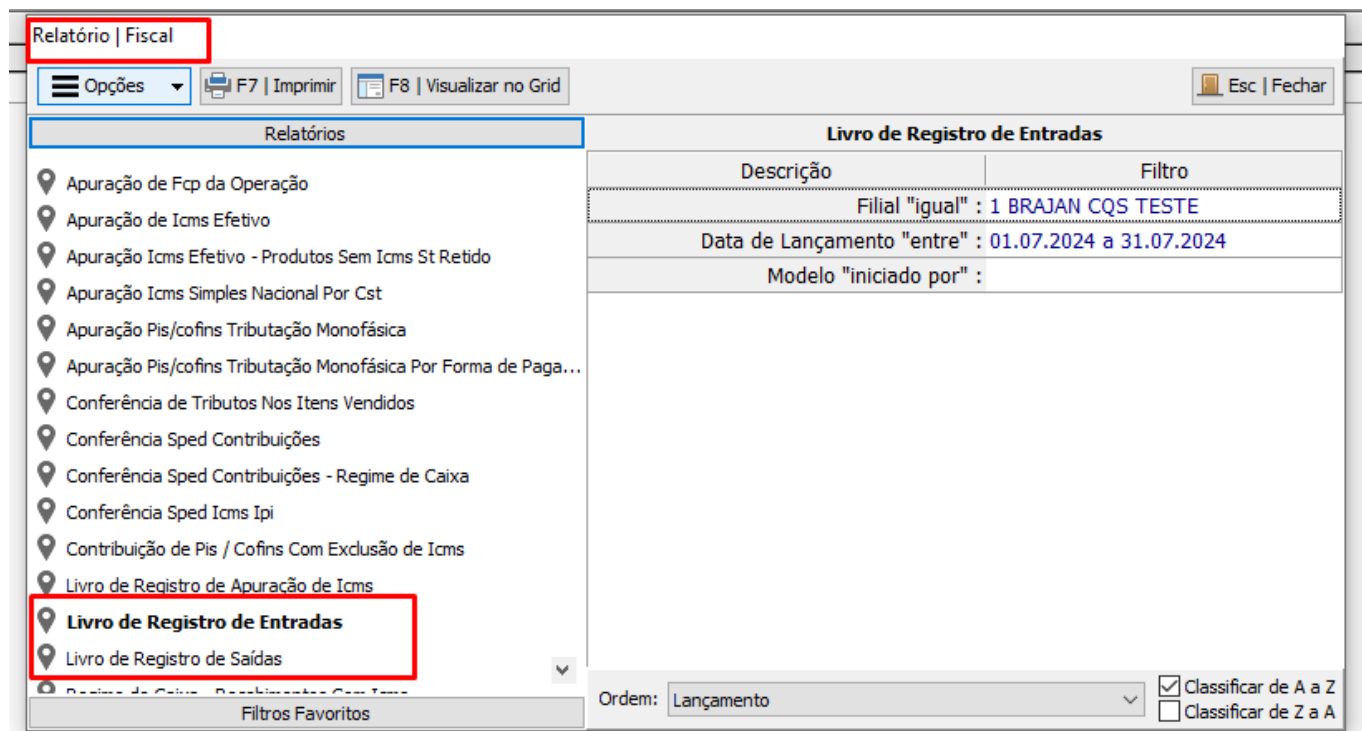 Relatório | Fiscal
Opções F7 | Imprimir F8 | Visualizar no Grid Esc | Fechar
Relatórios
Apuração de Fcp da Operação
Apuração de Icms Efetivo
Apuração Icms Efetivo - Produtos Sem Icms St Retido
Apuração Icms Simples Nacional Por Cst
Apuração Pis/cofins Tributação Monofásica
Apuração Pis/cofins Tributação Monofásica Por Forma de Paga...
Conferência de Tributos Nos Itens Vendidos
Conferência Sped Contribuições
Conferência Sped Contribuições - Regime de Caixa
Conferência Sped Icms Ipi
Contribuição de Pis / Cofins Com Exclusão de Icms
Livro de Registro de Apuração de Icms
Livro de Registro de Entradas
Livro de Registro de Saídas
Filtros Favoritos
Livro de Registro de Entradas
Descrição Filtro
Filial "igual" : 1 BRAJAN CQS TESTE
Data de Lançamento "entre" : 01.07.2024 a 31.07.2024
Modelo "iniciado por" :
Ordem: Lançamento
Classificar de A a Z
Classificar de Z a A